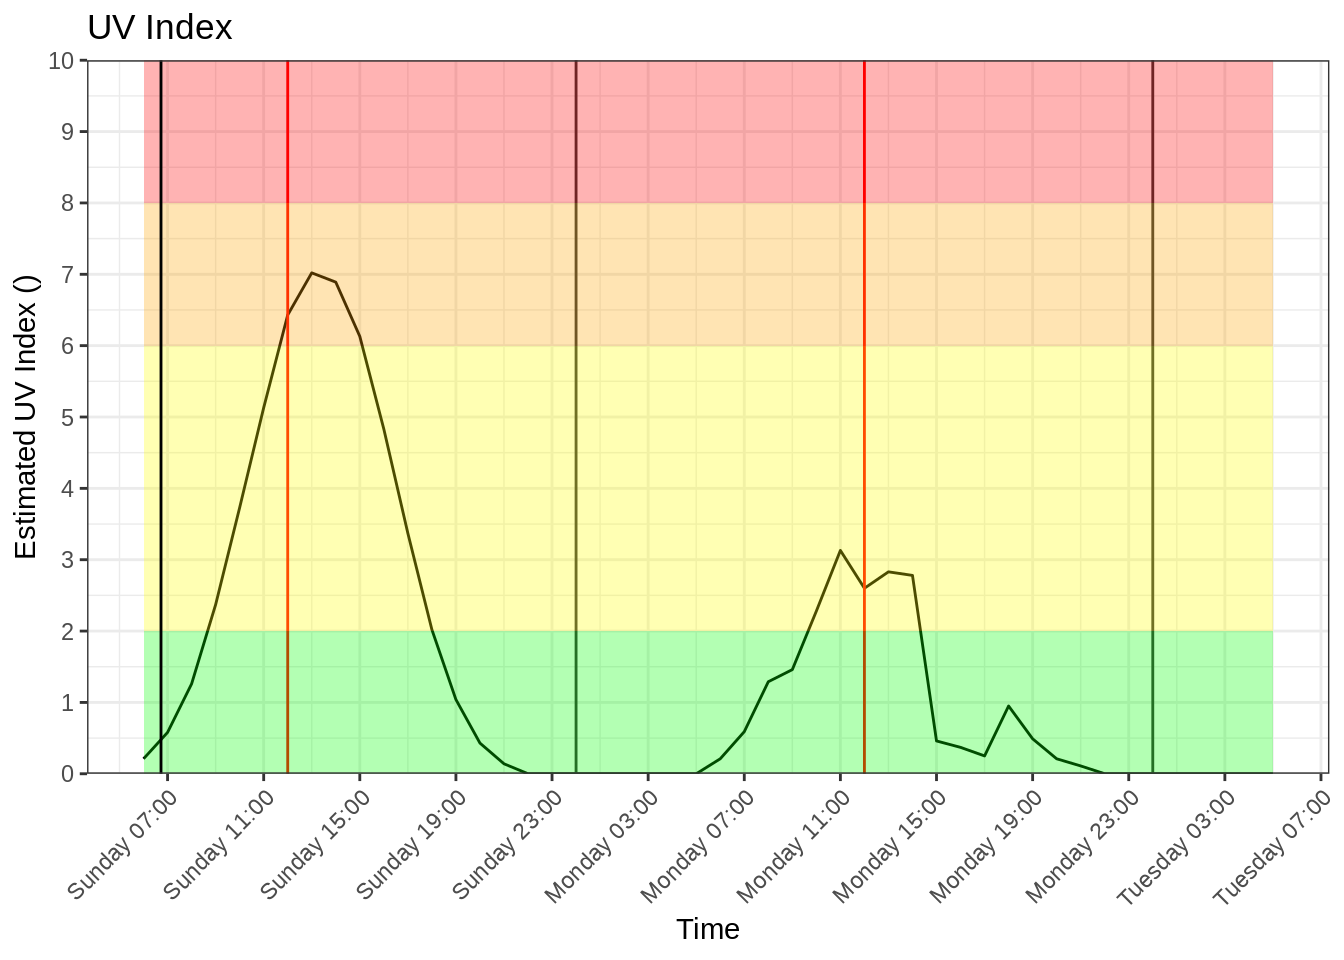 UV Index
10
9
8
7
6
5
4
3
2
1
0
Estimated UV Index ()
Sunday 07:00
Sunday 11:00
Sunday 15:00
Sunday 19:00
Sunday 23:00
Monday 03:00
Monday 07:00
Monday 11:00
Monday 15:00
Monday 19:00
Monday 23:00
Tuesday 03:00
Tuesday 07:00
Time